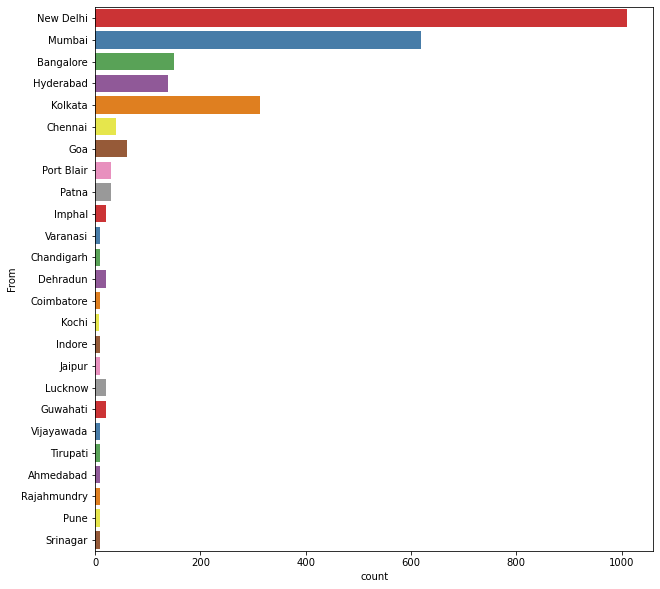 New Delhi
Mumbai
Bangalore
Hyderabad
Kolkata
Chennai
Goa
Port Blair
Patna
Imphal
Varanasi
Chandigarh
Dehradun
Coimbatore
Kochi
Indore
Jaipur
Lucknow
Guwahati
Vijayawada
Tirupati
Ahmedabad
Rajahmundry
Pune
Srinagar
From
0 200 400 600 800 1000
count